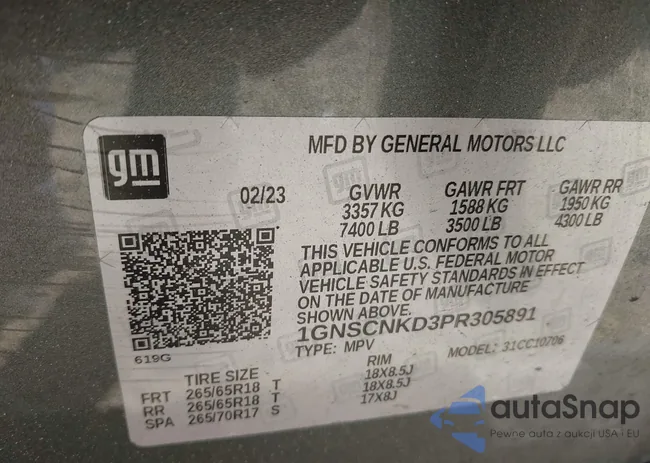 gm
MFD BY GENERAL MOTORS LLC
02/23
GVWR GAWR FRT GAWR RR
3357 KG 1588 KG 1950 KG
7400 LB 3500 LB 4300 LB
THIS VEHICLE CONFORMS TO ALL
APPLICABLE U.S. FEDERAL MOTOR
VEHICLE SAFETY STANDARDS IN EFFECT
ON THE DATE OF MANUFACTURE
SHOWN ABOVE.
1GNSCNKD3PR305891
TYPE: MPV MODEL: 31CC10706
619G
TIRE SIZE RIM
FRT 265/65R18 T 18X8.5J
RR 265/65R18 T 18X8.5J
SPA 265/70R17 S 17X8J
autoSnap
Pewne auta z aukcji USA i EU